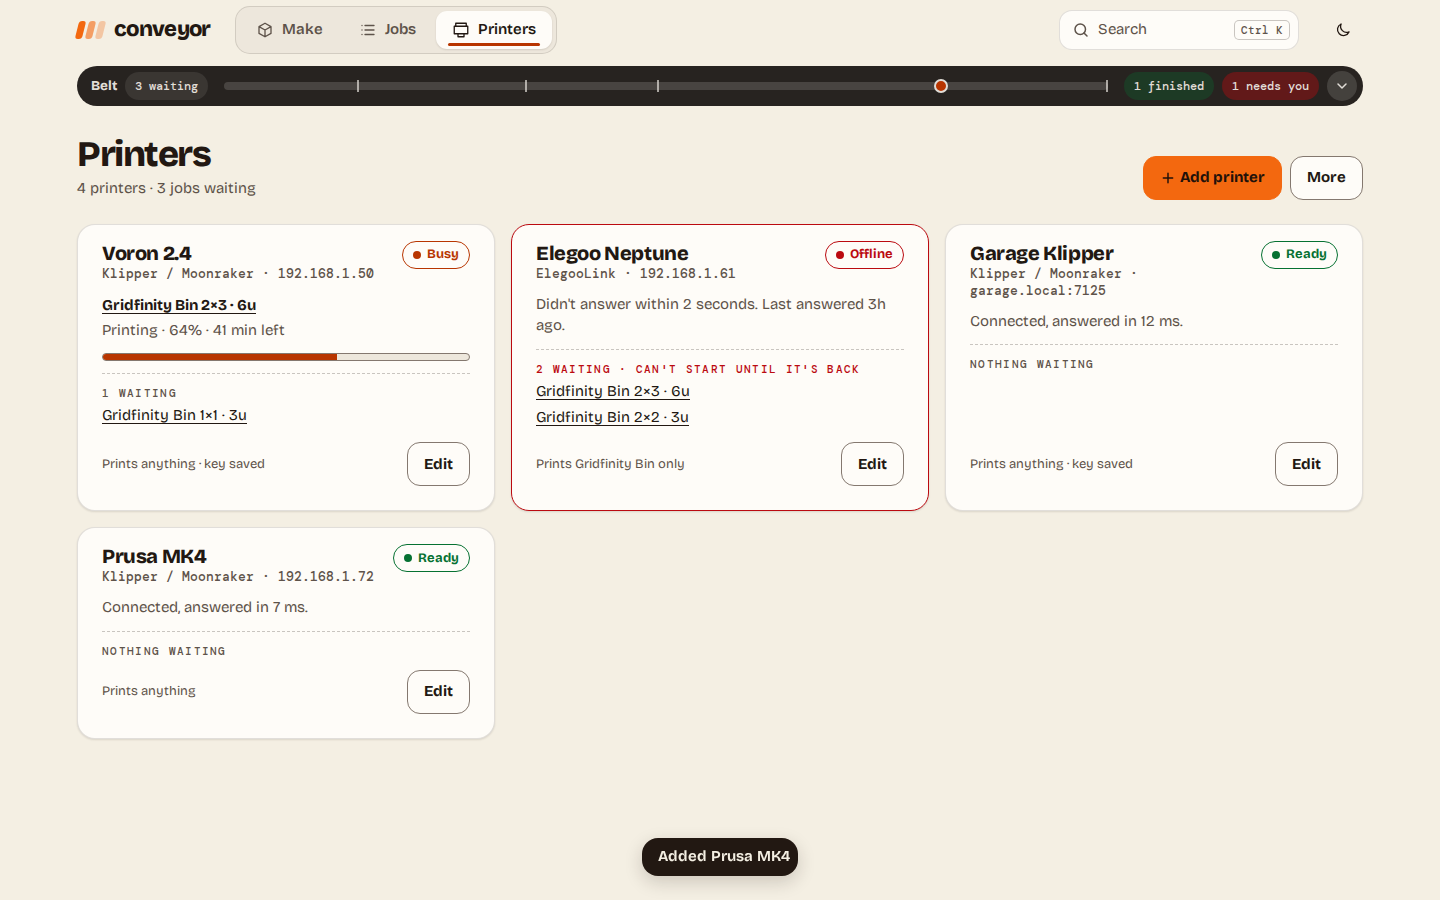 conveyor
Make
Jobs
Printers
Search
Ctrl K
Belt
3 waiting
1 finished
1 needs you
Printers
4 printers · 3 jobs waiting
+ Add printer
More
Voron 2.4
Busy
Klipper / Moonraker · 192.168.1.50
Gridfinity Bin 2×3 · 6u
Printing · 64% · 41 min left
1 WAITING
Gridfinity Bin 1×1 · 3u
Prints anything · key saved
Edit
Elegoo Neptune
Offline
ElegooLink · 192.168.1.61
Didn't answer within 2 seconds. Last answered 3h
ago.
2 WAITING · CAN'T START UNTIL IT'S BACK
Gridfinity Bin 2×3 · 6u
Gridfinity Bin 2×2 · 3u
Prints Gridfinity Bin only
Edit
Garage Klipper
Ready
Klipper / Moonraker ·
garage.local:7125
Connected, answered in 12 ms.
NOTHING WAITING
Prints anything · key saved
Edit
Prusa MK4
Ready
Klipper / Moonraker · 192.168.1.72
Connected, answered in 7 ms.
NOTHING WAITING
Prints anything
Edit
Added Prusa MK4